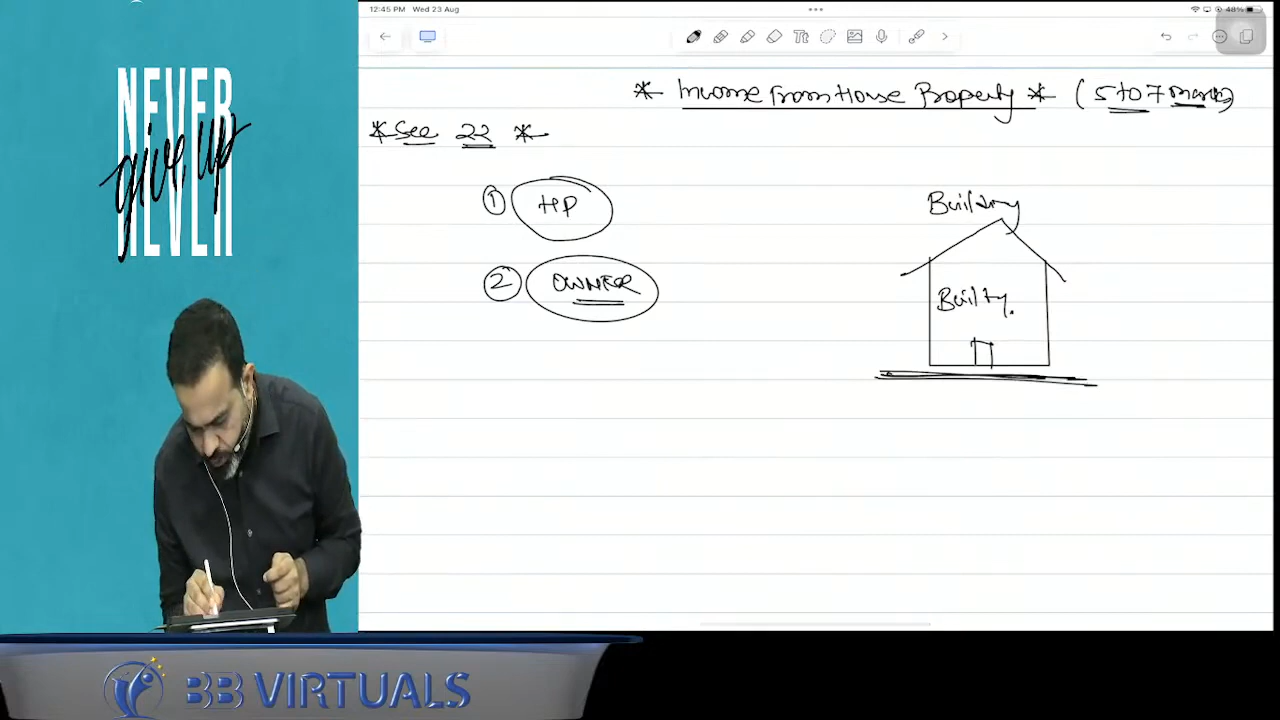 12:45 PM Wed 23 Aug
48%
NEVER
give up
NEVER
* Income from House Property * (5 to 7 marks)
* Sec 22 *
① HP
Building
② OWNER
Building.
BB VIRTUALS